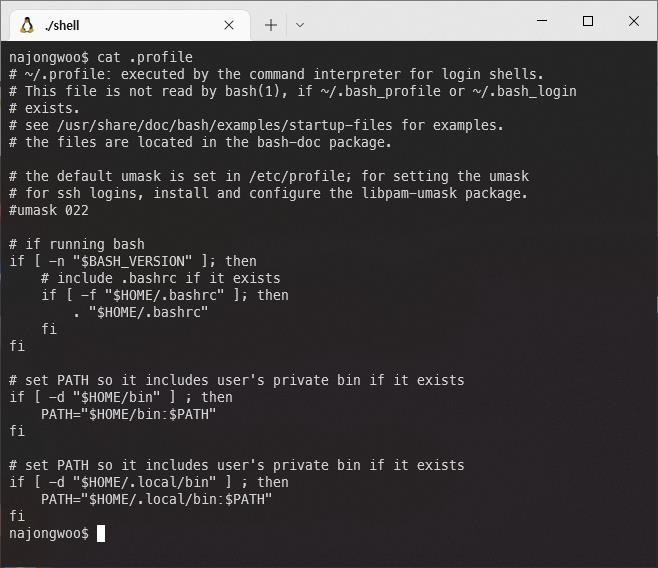 ./shell
najongwoo$ cat .profile
# ~/.profile: executed by the command interpreter for login shells.
# This file is not read by bash(1), if ~/.bash_profile or ~/.bash_login
# exists.
# see /usr/share/doc/bash/examples/startup-files for examples.
# the files are located in the bash-doc package.

# the default umask is set in /etc/profile; for setting the umask
# for ssh logins, install and configure the libpam-umask package.
#umask 022

# if running bash
if [ -n "$BASH_VERSION" ]; then
    # include .bashrc if it exists
    if [ -f "$HOME/.bashrc" ]; then
        . "$HOME/.bashrc"
    fi
fi

# set PATH so it includes user's private bin if it exists
if [ -d "$HOME/bin" ] ; then
    PATH="$HOME/bin:$PATH"
fi

# set PATH so it includes user's private bin if it exists
if [ -d "$HOME/.local/bin" ] ; then
    PATH="$HOME/.local/bin:$PATH"
fi
najongwoo$